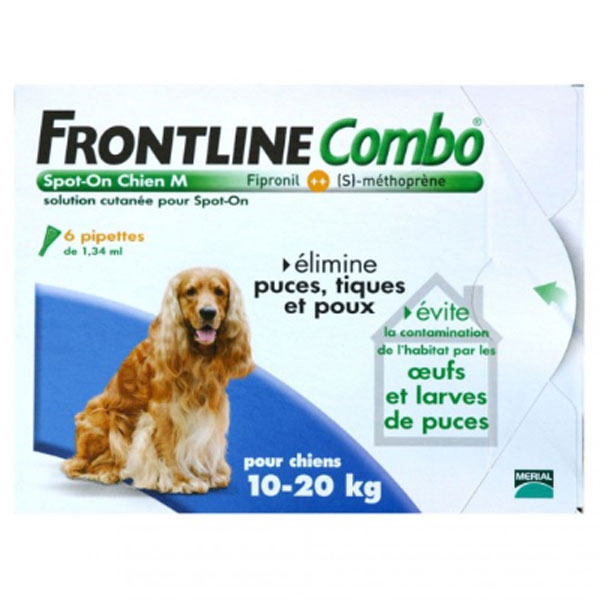 FRONTLINE Combo®
Spot-On Chien M Fipronil ++ (S)-méthoprène
solution cutanée pour Spot-On
6 pipettes
de 1,34 ml
élimine
puces, tiques
et poux
évite
la contamination
de l'habitat par les
œufs
et larves
de puces
pour chiens
10-20 kg
MERIAL